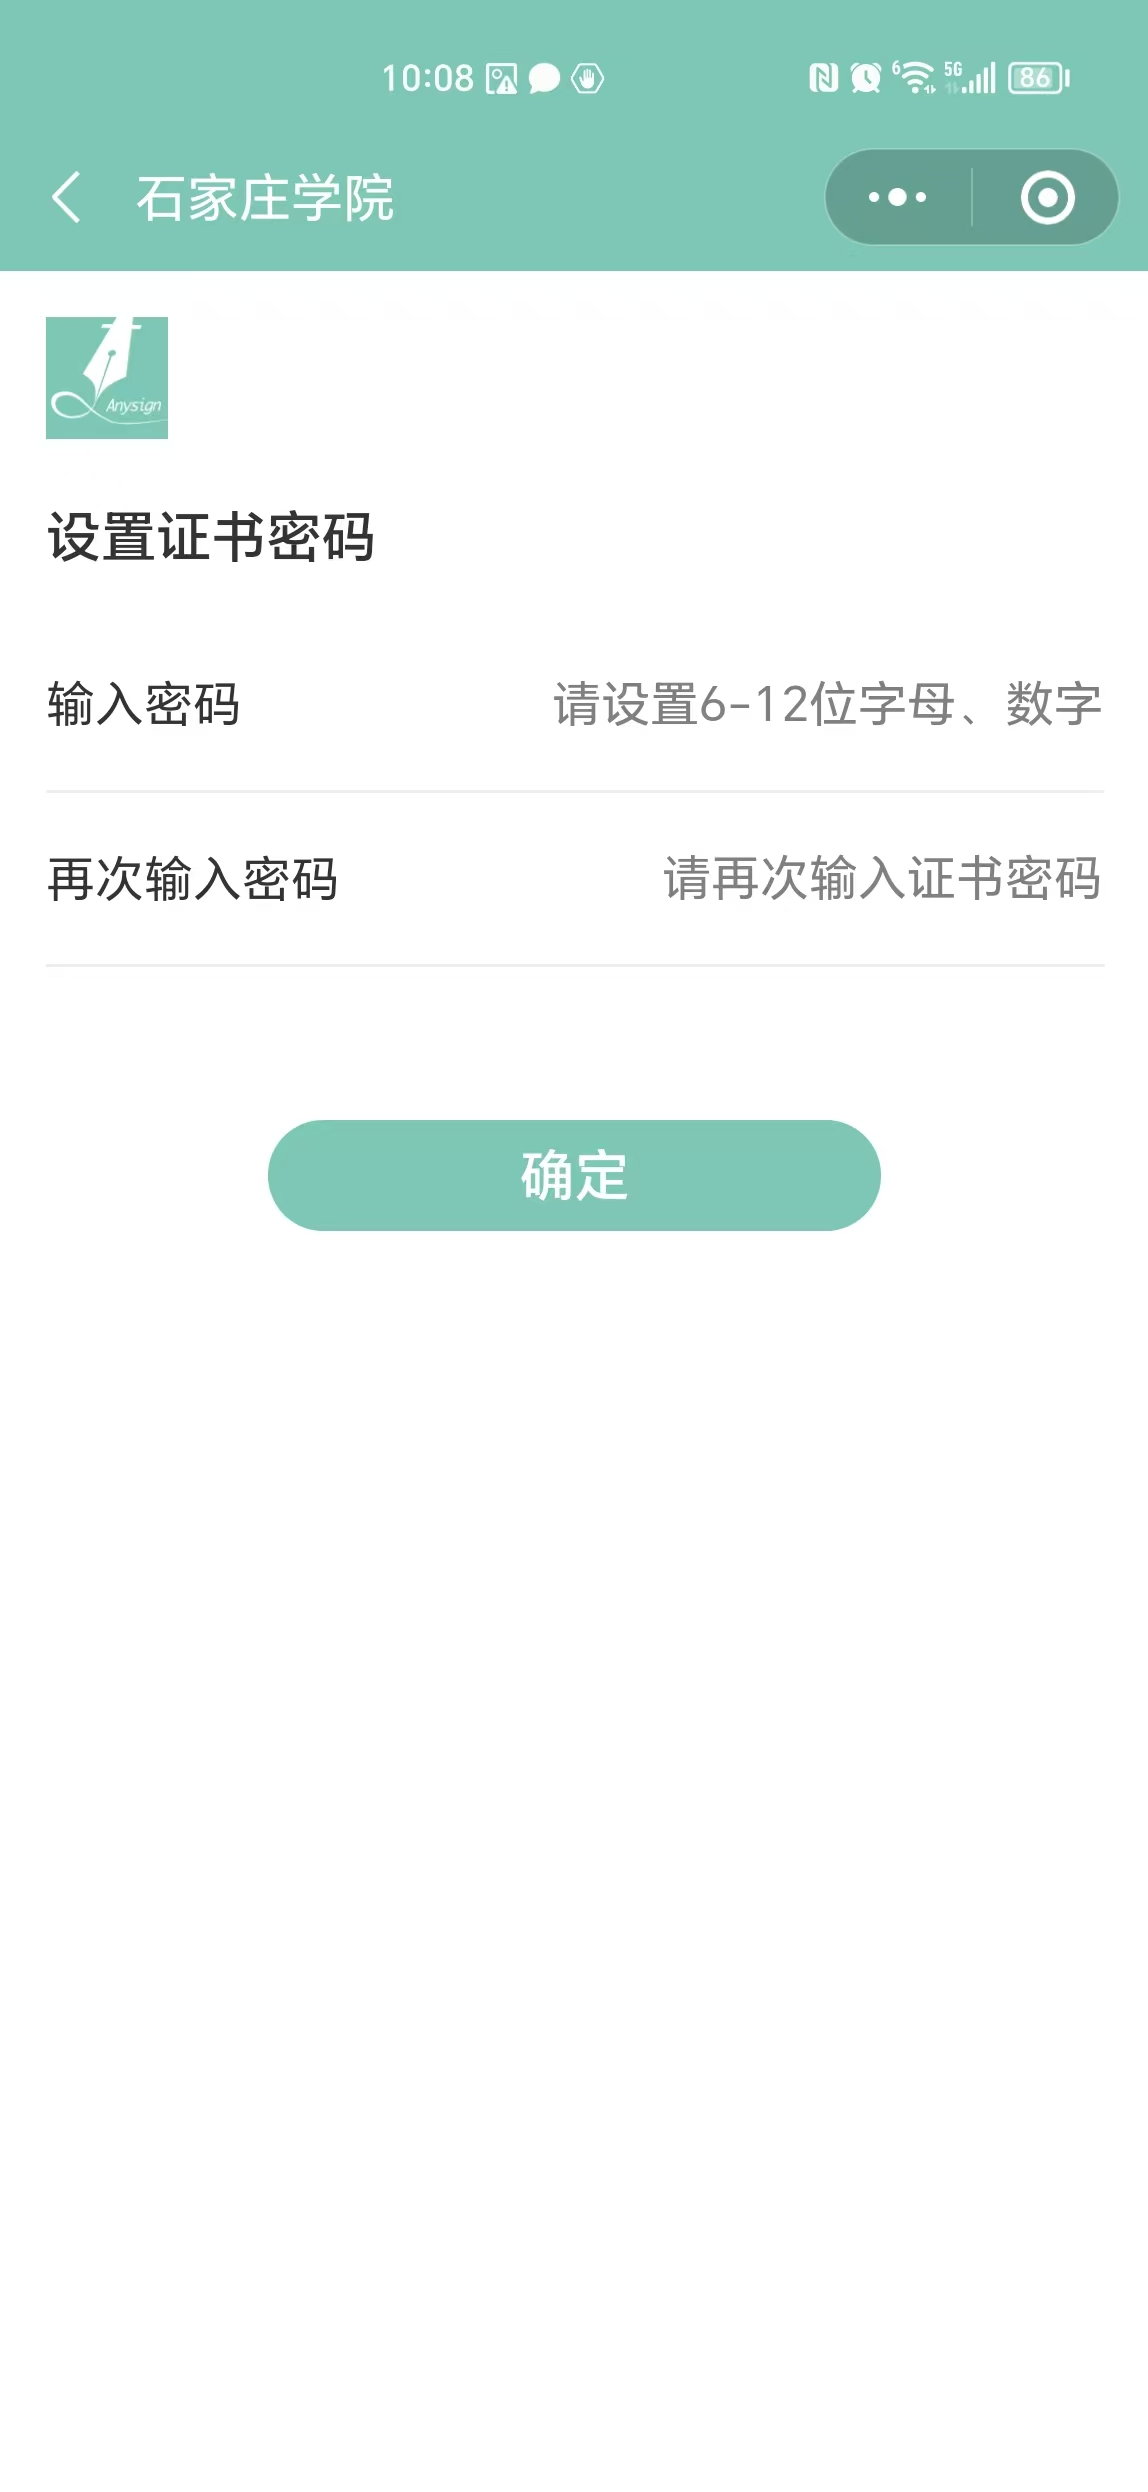 10:08
6
5G
86
石家庄学院
Anysign
设置证书密码
输入密码 请设置6-12位字母、数字
再次输入密码 请再次输入证书密码
确定